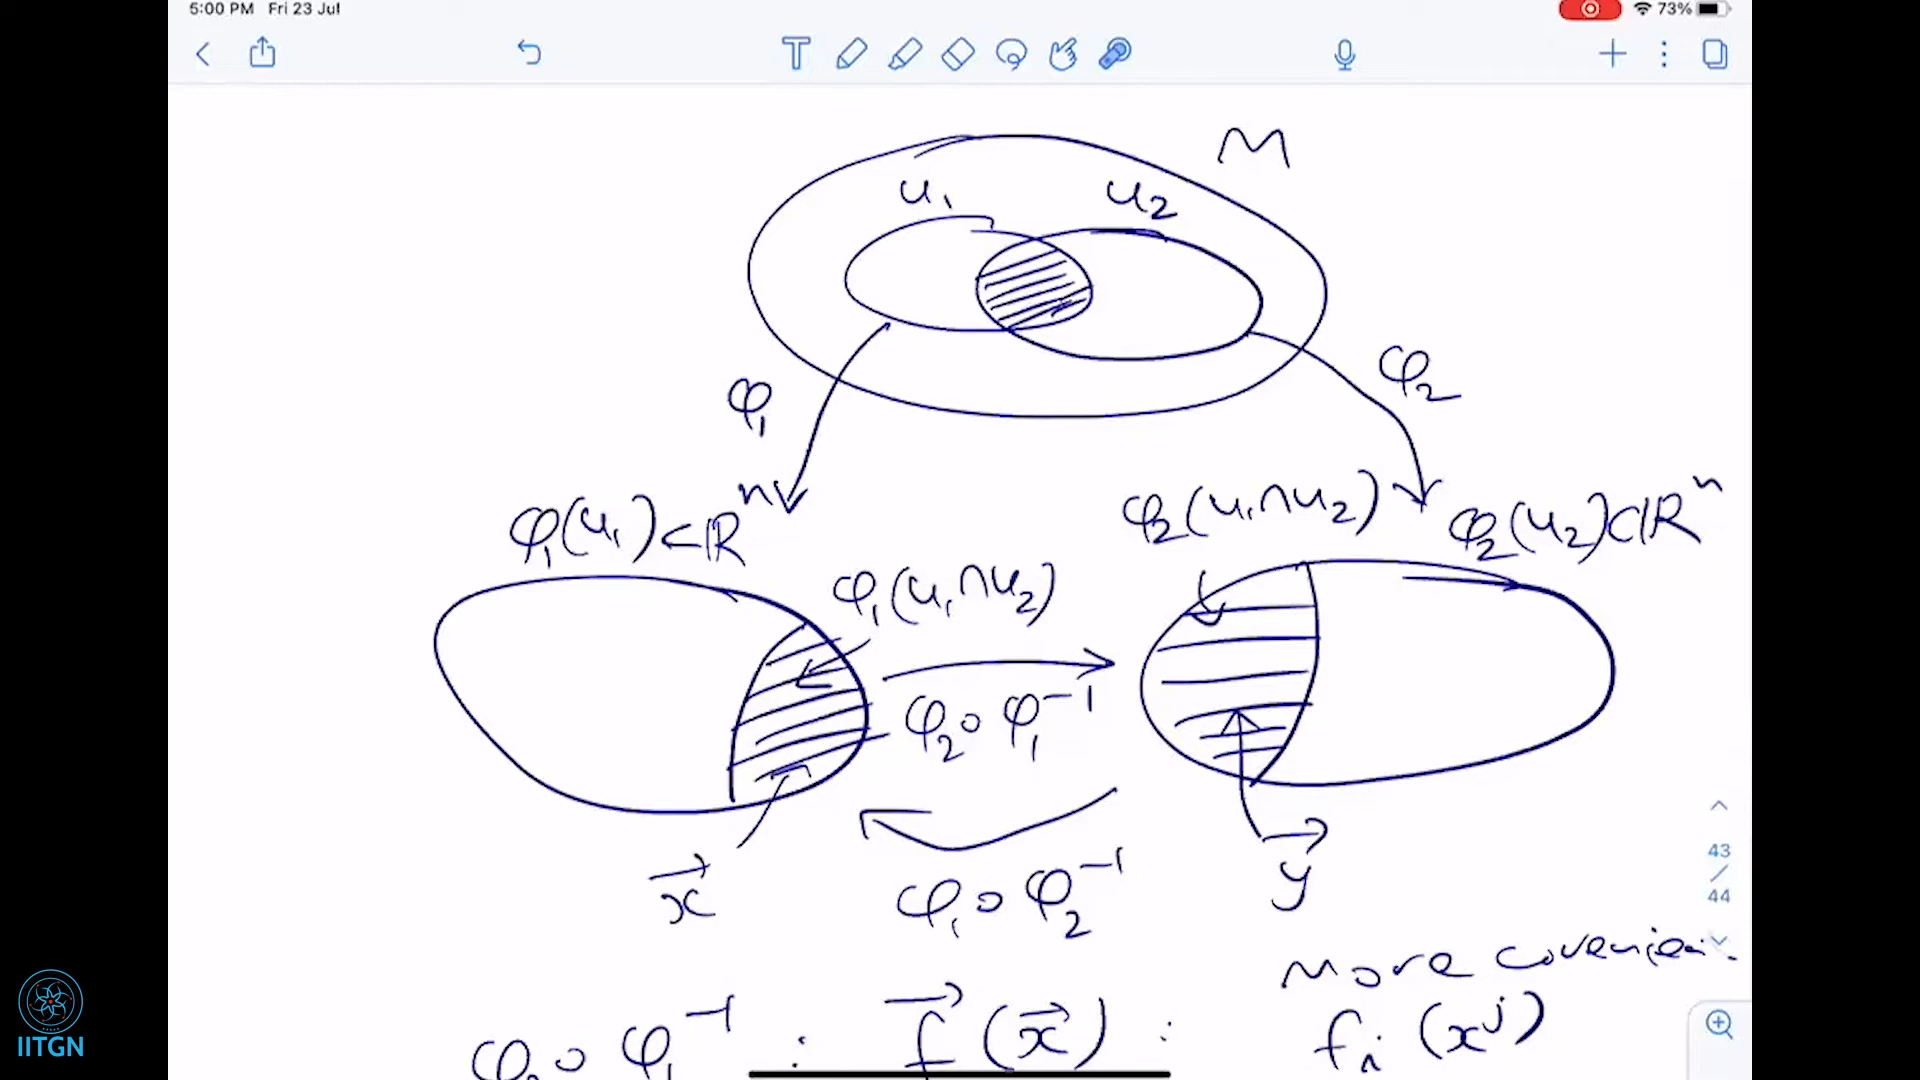 5:00 PM Fri 23 Jul
73%
M
U₁ U₂
φ₁
φ₂
φ₁(U₁)⊂ℝⁿ
φ₂(U₁∩U₂)
φ₂(U₂)⊂ℝⁿ
φ₁(U₁∩U₂)
φ₂∘φ₁⁻¹
x⃗
φ₁∘φ₂⁻¹
y⃗
43
/
44
More
φ₂∘φ₁⁻¹ : f⃗(x⃗) : fᵢ(xʲ)
IITGN